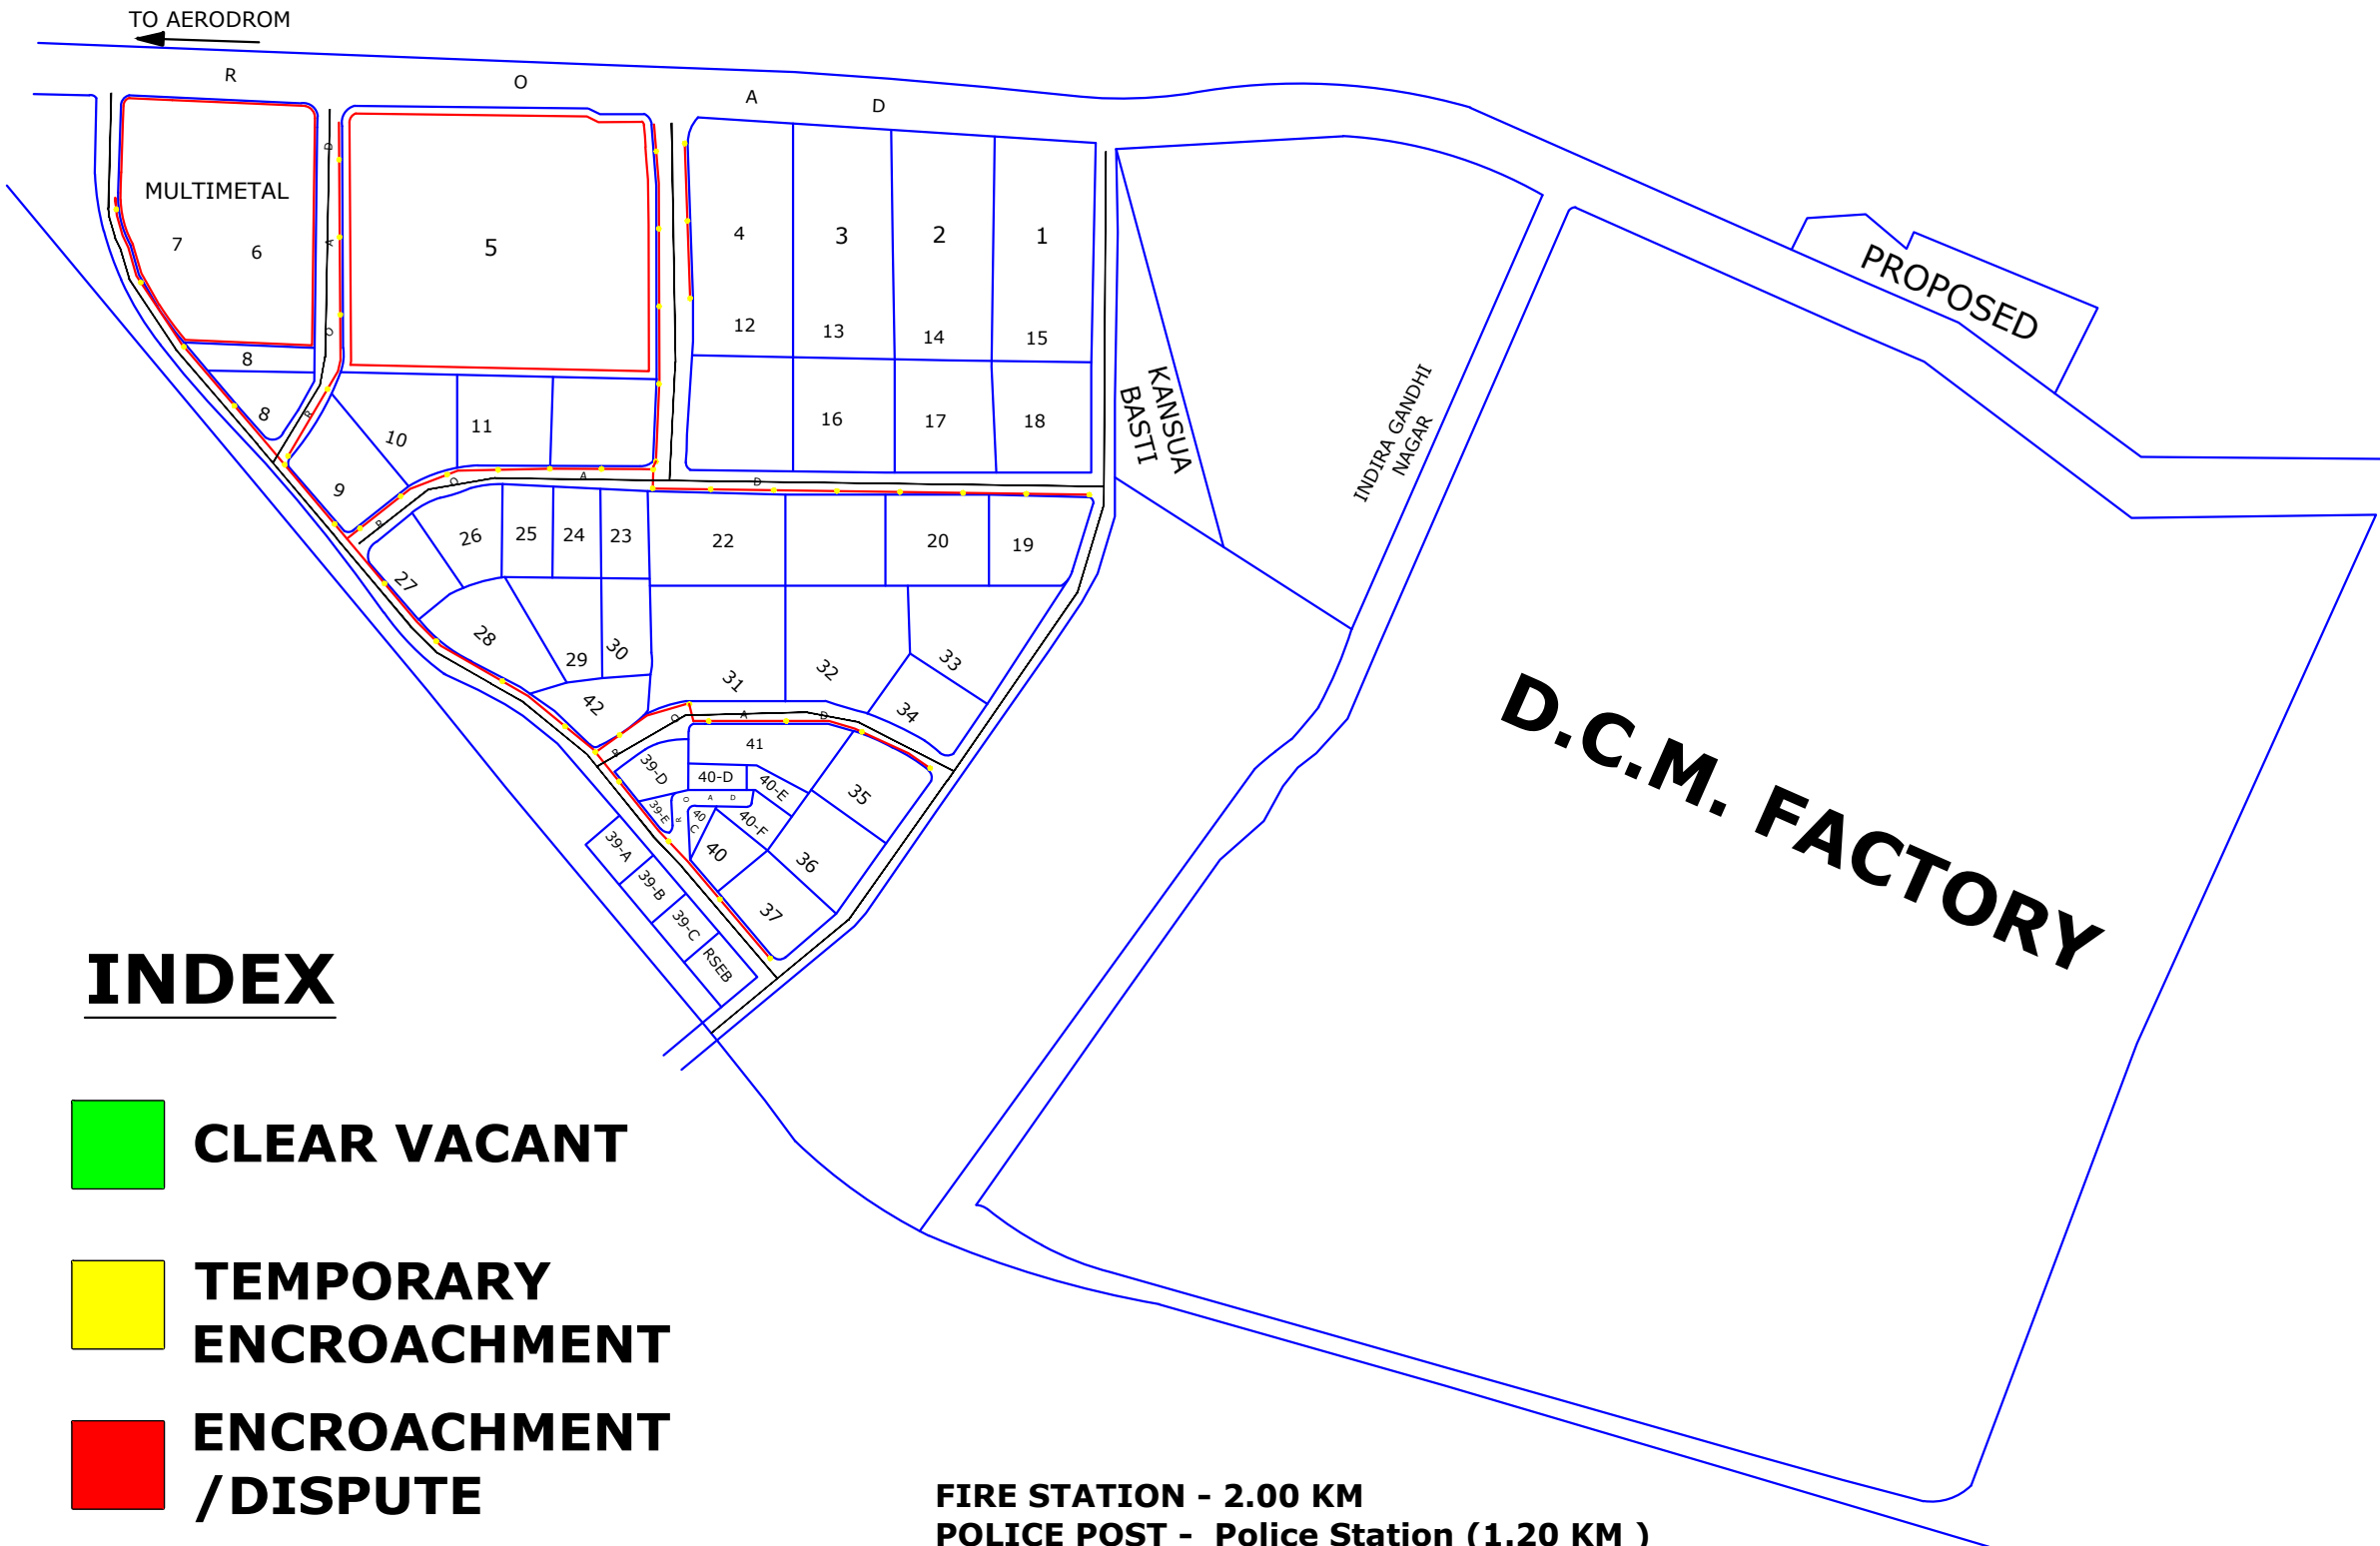 TO AERODROM
R O A D
MULTIMETAL
7
6
5
4
3
2
1
D
A
O
R
12
13
14
15
8
8
10
11
16
17
18
9
R O A D
KANSUA
BASTI
INDIRA GANDHI
NAGAR
PROPOSED
26
25
24
23
22
20
19
27
28
29
30
31
32
33
42
34
R O A D
41
39-D
40-D
40-E
35
39-E
R O A D
40
C
40-F
40
36
39-A
39-B
37
39-C
RSEB
D.C.M. FACTORY
INDEX
CLEAR VACANT
TEMPORARY
ENCROACHMENT
ENCROACHMENT
/DISPUTE
FIRE STATION - 2.00 KM
POLICE POST - Police Station (1.20 KM )